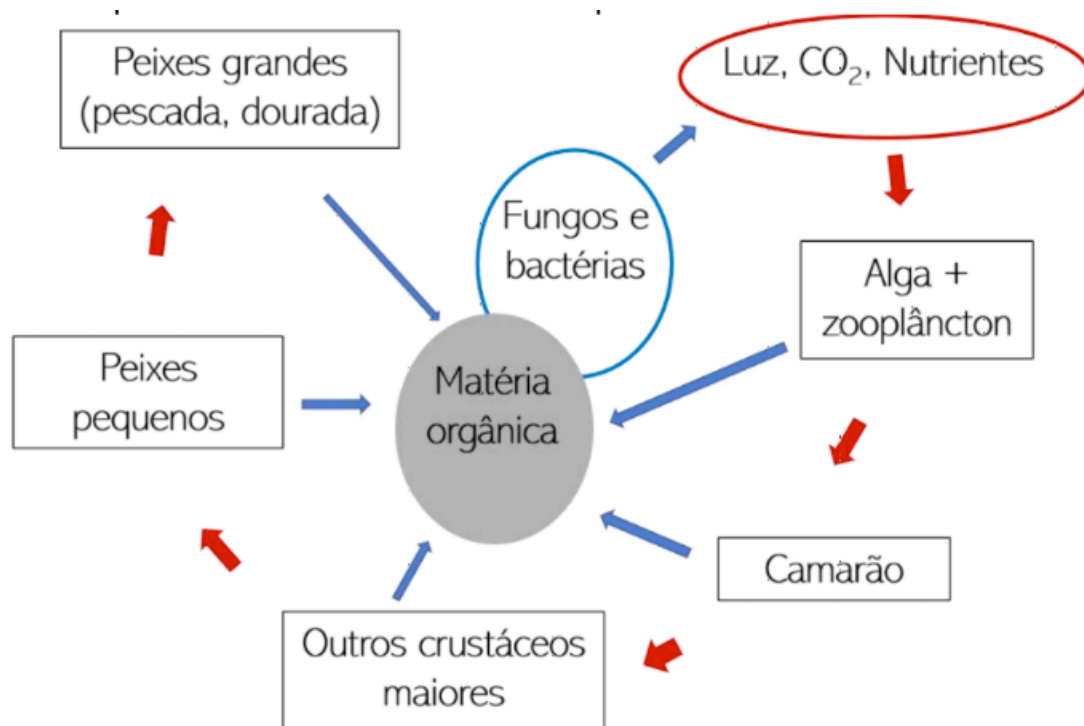 Peixes grandes
(pescada, dourada)
Luz, CO₂, Nutrientes
Fungos e
bactérias
Alga +
zooplâncton
Peixes
pequenos
Matéria
orgânica
Camarão
Outros crustáceos
maiores